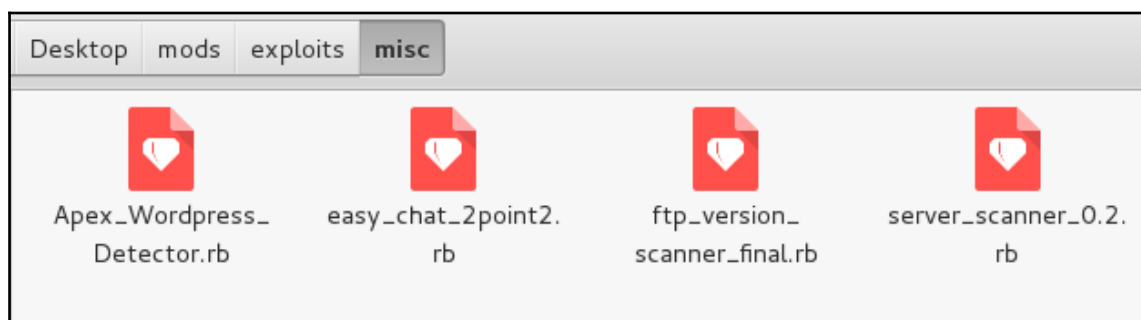 Desktop mods exploits misc
Apex_Wordpress_
Detector.rb
easy_chat_2point2.
rb
ftp_version_
scanner_final.rb
server_scanner_0.2.
rb